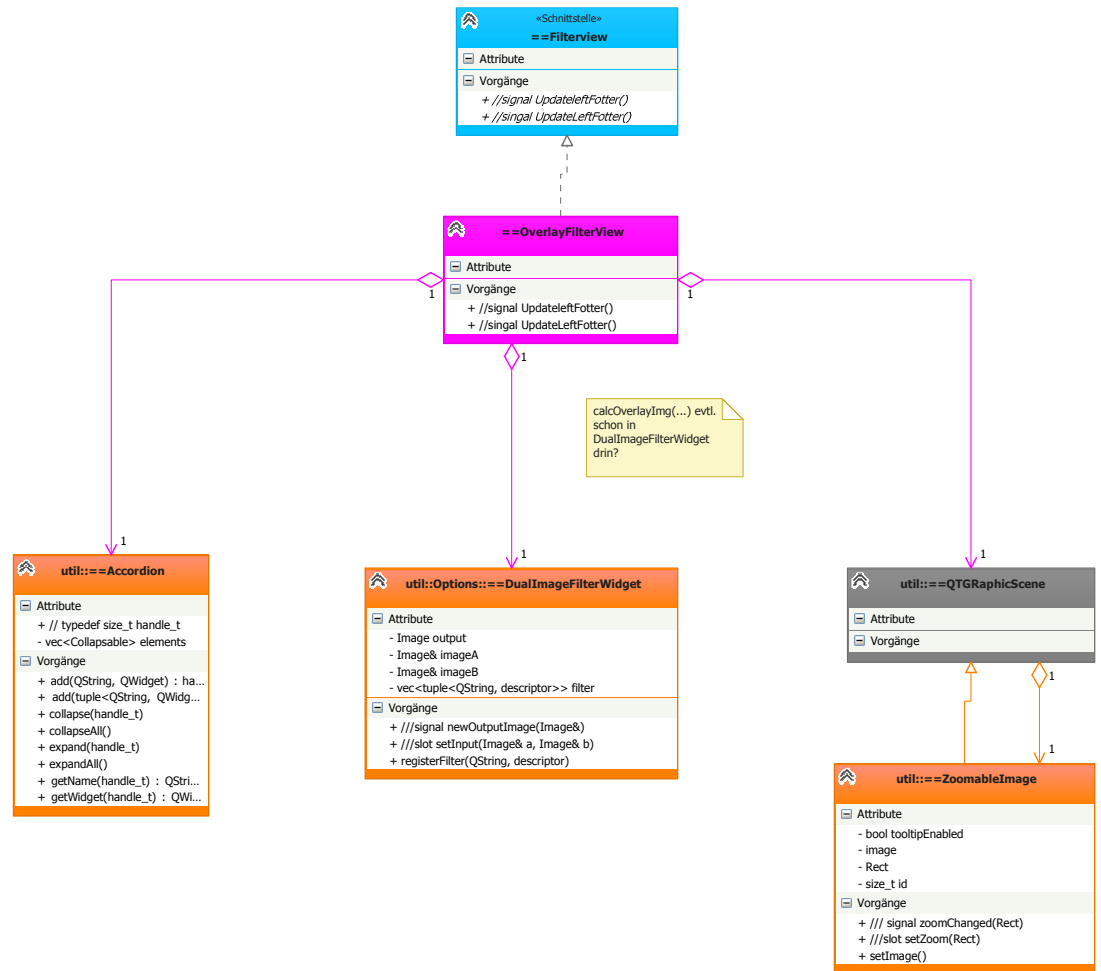 «Schnittstelle»
==Filterview
Attribute
Vorgänge
+ //signal UpdateleftFotter()
+ //singal UpdateLeftFotter()
==OverlayFilterView
Attribute
Vorgänge
+ //signal UpdateleftFotter()
+ //singal UpdateLeftFotter()
1
1
1
calcOverlayImg(...) evtl.
schon in
DualImageFilterWidget
drin?
1
util::==Accordion
Attribute
+ // typedef size_t handle_t
- vec<Collapsable> elements
Vorgänge
+ add(QString, QWidget) : ha...
+ add(tuple<QString, QWidg...
+ collapse(handle_t)
+ collapseAll()
+ expand(handle_t)
+ expandAll()
+ getName(handle_t) : QStri...
+ getWidget(handle_t) : QWi...
1
util::Options::==DualImageFilterWidget
Attribute
- Image output
- Image& imageA
- Image& imageB
- vec<tuple<QString, descriptor>> filter
Vorgänge
+ ///signal newOutputImage(Image&)
+ ///slot setInput(Image& a, Image& b)
+ registerFilter(QString, descriptor)
1
util::==QTGRaphicScene
Attribute
Vorgänge
1
1
util::==ZoomableImage
Attribute
- bool tooltipEnabled
- image
- Rect
- size_t id
Vorgänge
+ /// signal zoomChanged(Rect)
+ ///slot setZoom(Rect)
+ setImage()